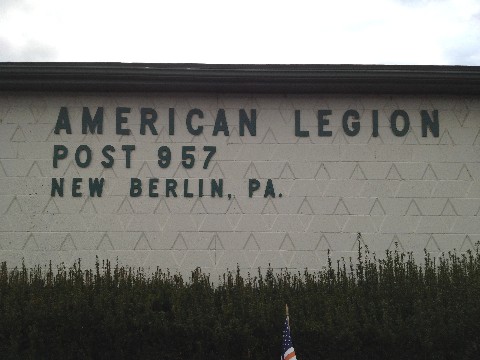 AMERICAN LEGION
POST 957
NEW BERLIN, PA.